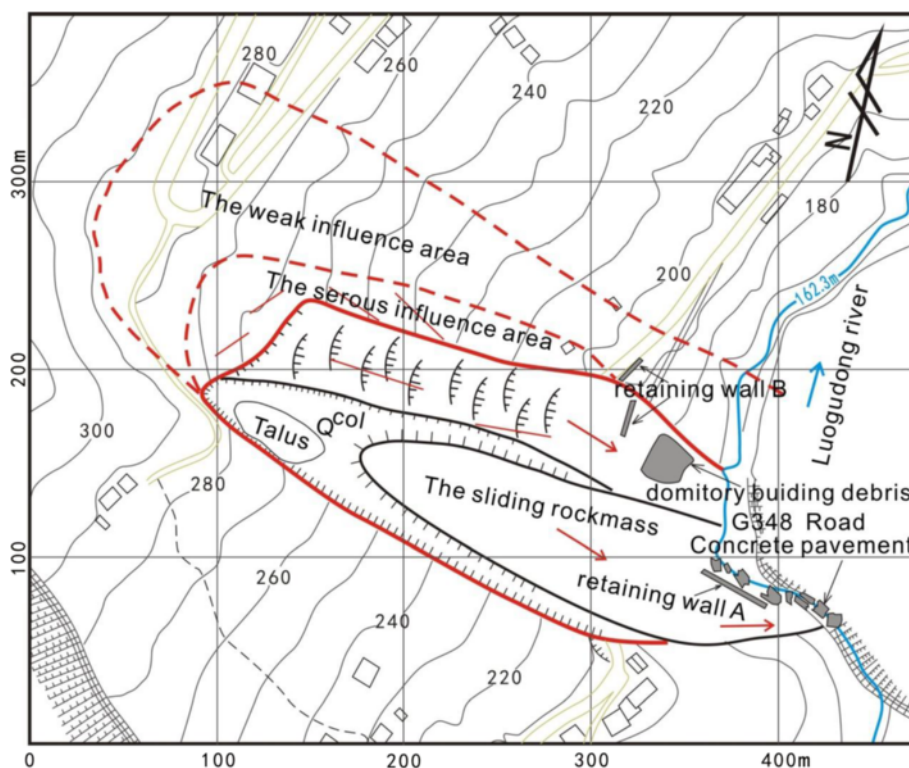 280
260
240
220
N
300m
180
The weak influence area
200
162.3m
The serous influence area
Luogudong river
200
retaining wall B
Qcol
Talus
300
The sliding rockmass
domitory buiding debris
280
G348 Road
Concrete pavement
100
260
retaining wall A
240
220
0
100
200
300
400m